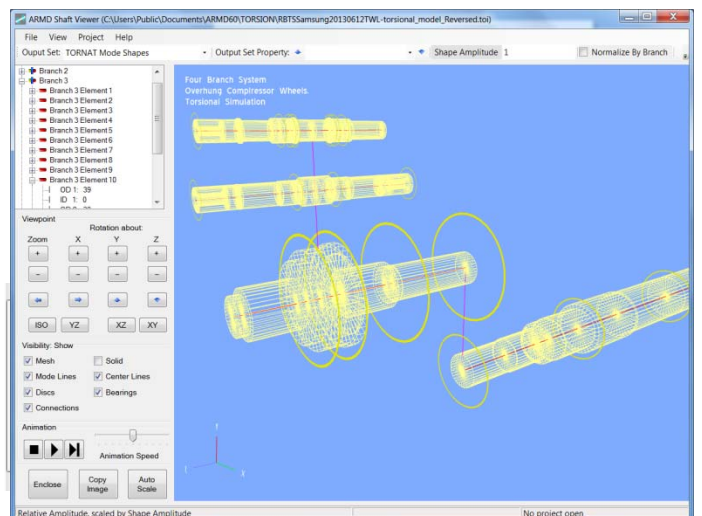 ARMD Shaft Viewer (C:\Users\Public\Documents\ARMD60\TORSION\RBTSSamsung20130612TWL-torsional_model_Reversed.toi)
File View Project Help
Ouput Set: TORNAT Mode Shapes Output Set Property: Shape Amplitude 1 Normalize By Branch
Branch 2
Branch 3
Branch 3 Element 1
Branch 3 Element 2
Branch 3 Element 3
Branch 3 Element 4
Branch 3 Element 5
Branch 3 Element 6
Branch 3 Element 7
Branch 3 Element 8
Branch 3 Element 9
Branch 3 Element 10
OD 1: 39
ID 1: 0
Four Branch System
Overhung Compressor Wheels.
Torsional Simulation
Viewpoint
Rotation about:
Zoom X Y Z
+ + + +
- - - -
ISO YZ XZ XY
Visibility: Show
Mesh Solid
Mode Lines Center Lines
Discs Bearings
Connections
Animation
Animation Speed
Enclose Copy Image Auto Scale
Relative Amplitude, scaled by Shape Amplitude No project open